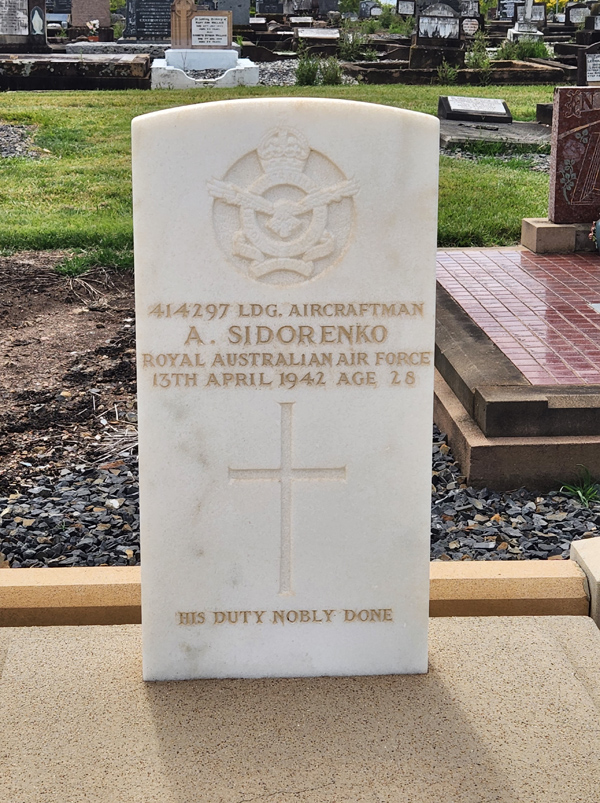 414297 LDG. AIRCRAFTMAN
A. SIDORENKO
ROYAL AUSTRALIAN AIR FORCE
13TH APRIL 1942 AGE 28
HIS DUTY NOBLY DONE